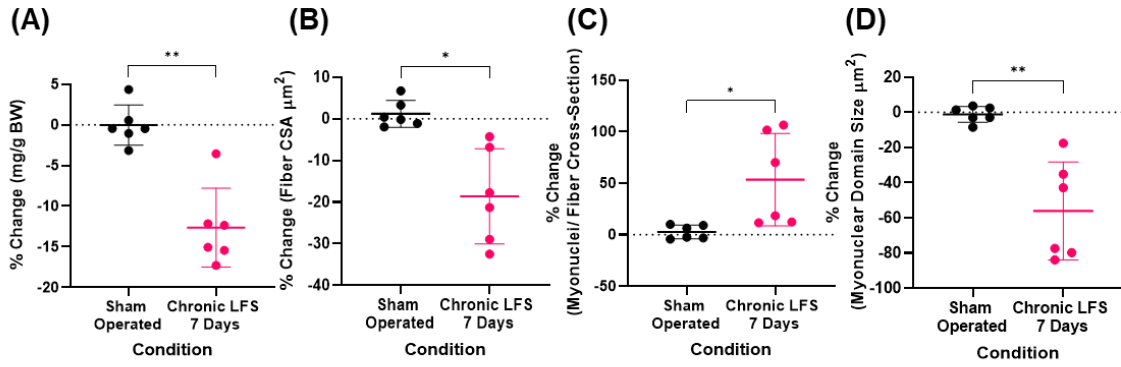 (A)
% Change (mg/g BW)
**
5
0
-5
-10
-15
-20
Sham
Operated
Chronic LFS
7 Days
Condition
(B)
% Change (Fiber CSA μm²)
*
10
0
-10
-20
-30
-40
Sham
Operated
Chronic LFS
7 Days
Condition
(C)
% Change
(Myonuclei/ Fiber Cross-Section)
*
150
100
50
0
-50
Sham
Operated
Chronic LFS
7 Days
Condition
(D)
% Change
(Myonuclear Domain Size μm²)
**
20
0
-20
-40
-60
-80
-100
Sham
Operated
Chronic LFS
7 Days
Condition